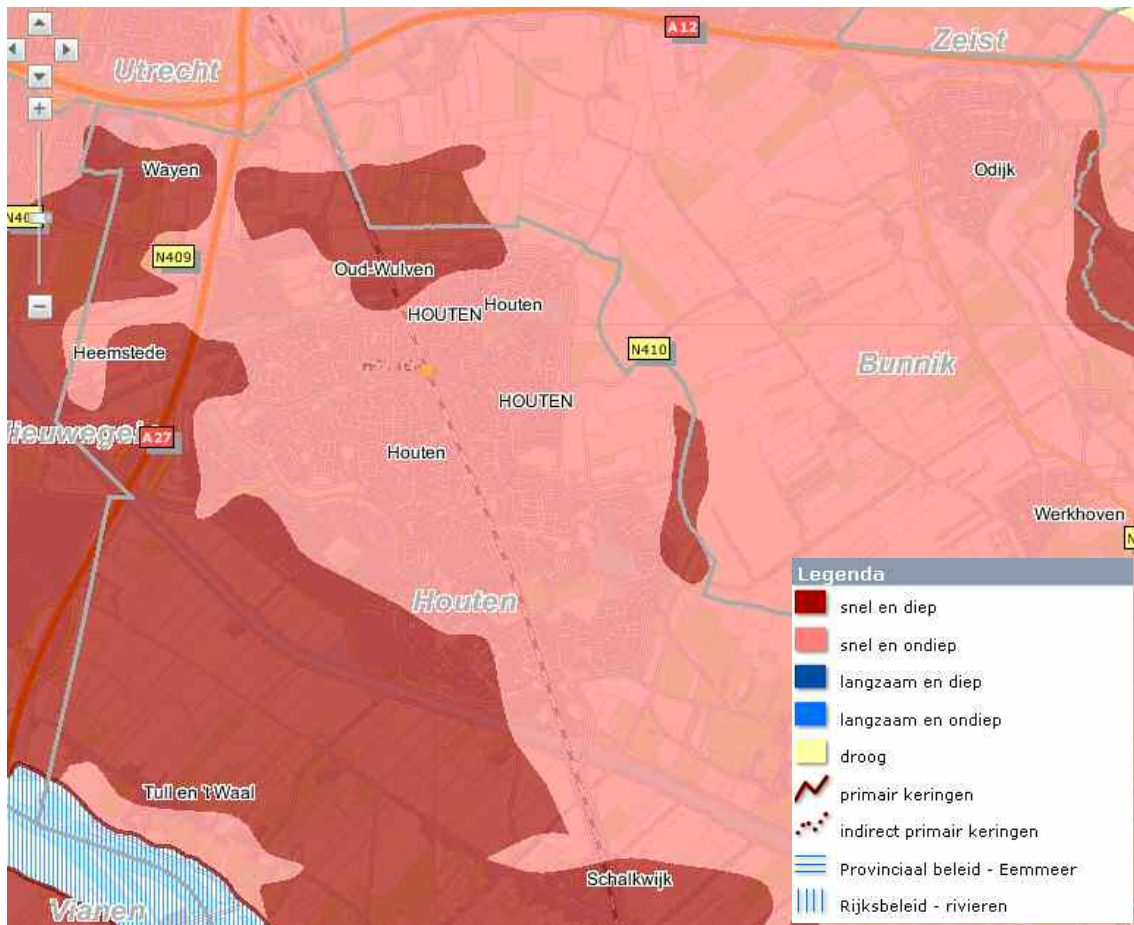 A12
Zeist
Utrecht
Wayen
Odijk
N409
Oud-Wulven
HOUTEN
Houten
Heemstede
N410
Bunnik
HOUTEN
A27
Houten
Werkhoven
Houten
Tull en 't Waal
Schalkwijk
Vianen
Legenda
snel en diep
snel en ondiep
langzaam en diep
langzaam en ondiep
droog
primair keringen
indirect primair keringen
Provinciaal beleid - Eemmeer
Rijksbeleid - rivieren